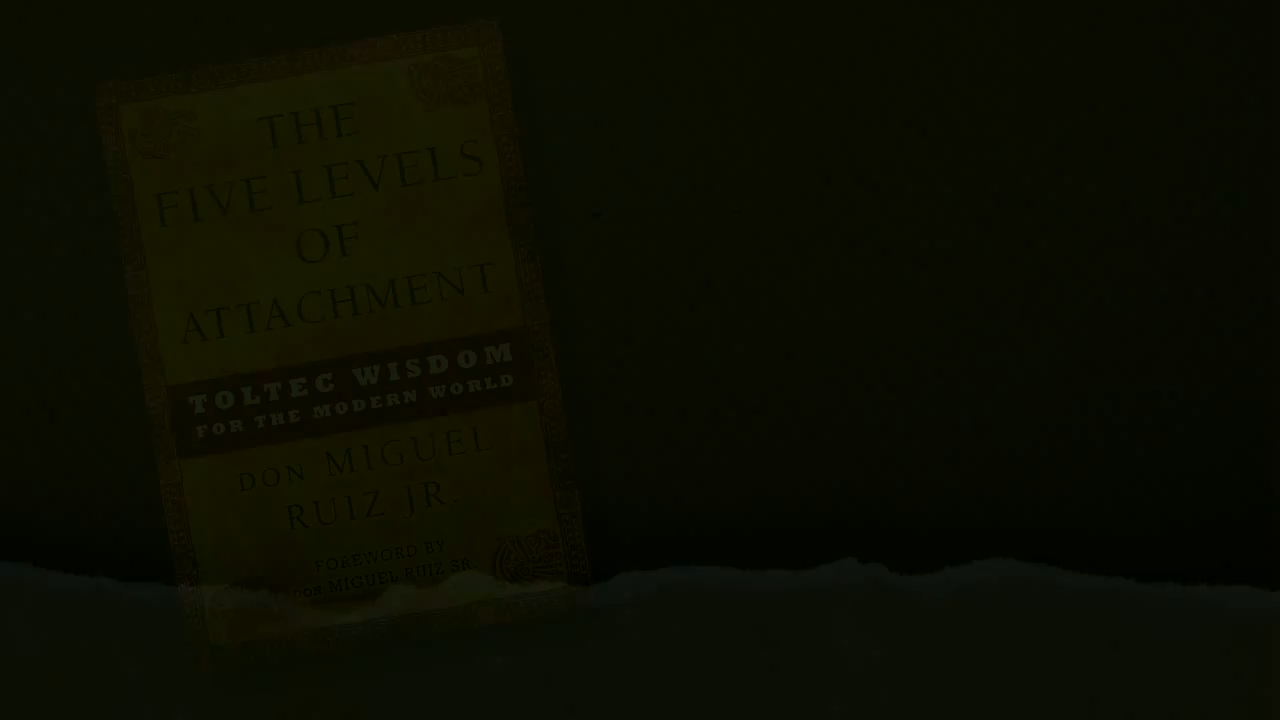 THE
FIVE LEVELS
OF
ATTACHMENT
TOLTEC WISDOM
FOR THE MODERN WORLD
DON MIGUEL
RUIZ JR.
FOREWORD BY
DON MIGUEL RUIZ SR.